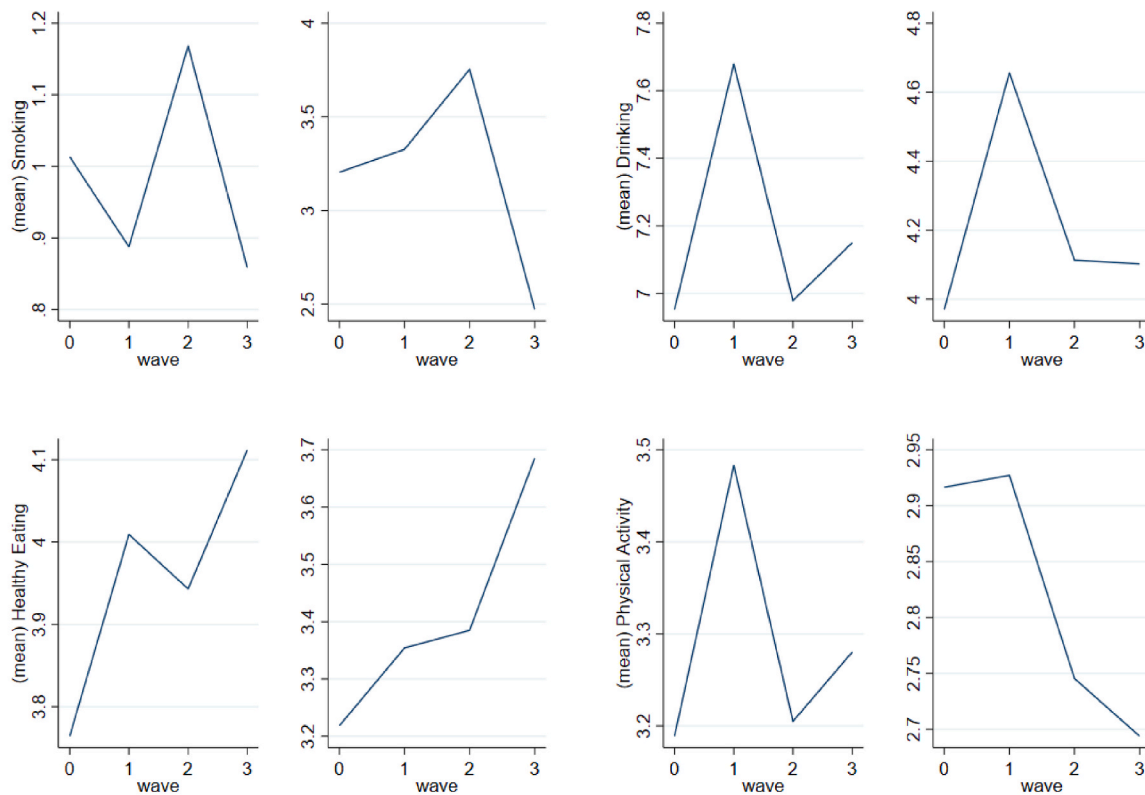 (mean) Smoking
1.2
1.1
1
.9
.8
0 1 2 3
wave
4
3.5
3
2.5
0 1 2 3
wave
(mean) Drinking
7.8
7.6
7.4
7.2
7
0 1 2 3
wave
4.8
4.6
4.4
4.2
4
0 1 2 3
wave
(mean) Healthy Eating
4.1
4
3.9
3.8
0 1 2 3
wave
3.7
3.6
3.5
3.4
3.3
3.2
0 1 2 3
wave
(mean) Physical Activity
3.5
3.4
3.3
3.2
0 1 2 3
wave
2.95
2.9
2.85
2.8
2.75
2.7
0 1 2 3
wave